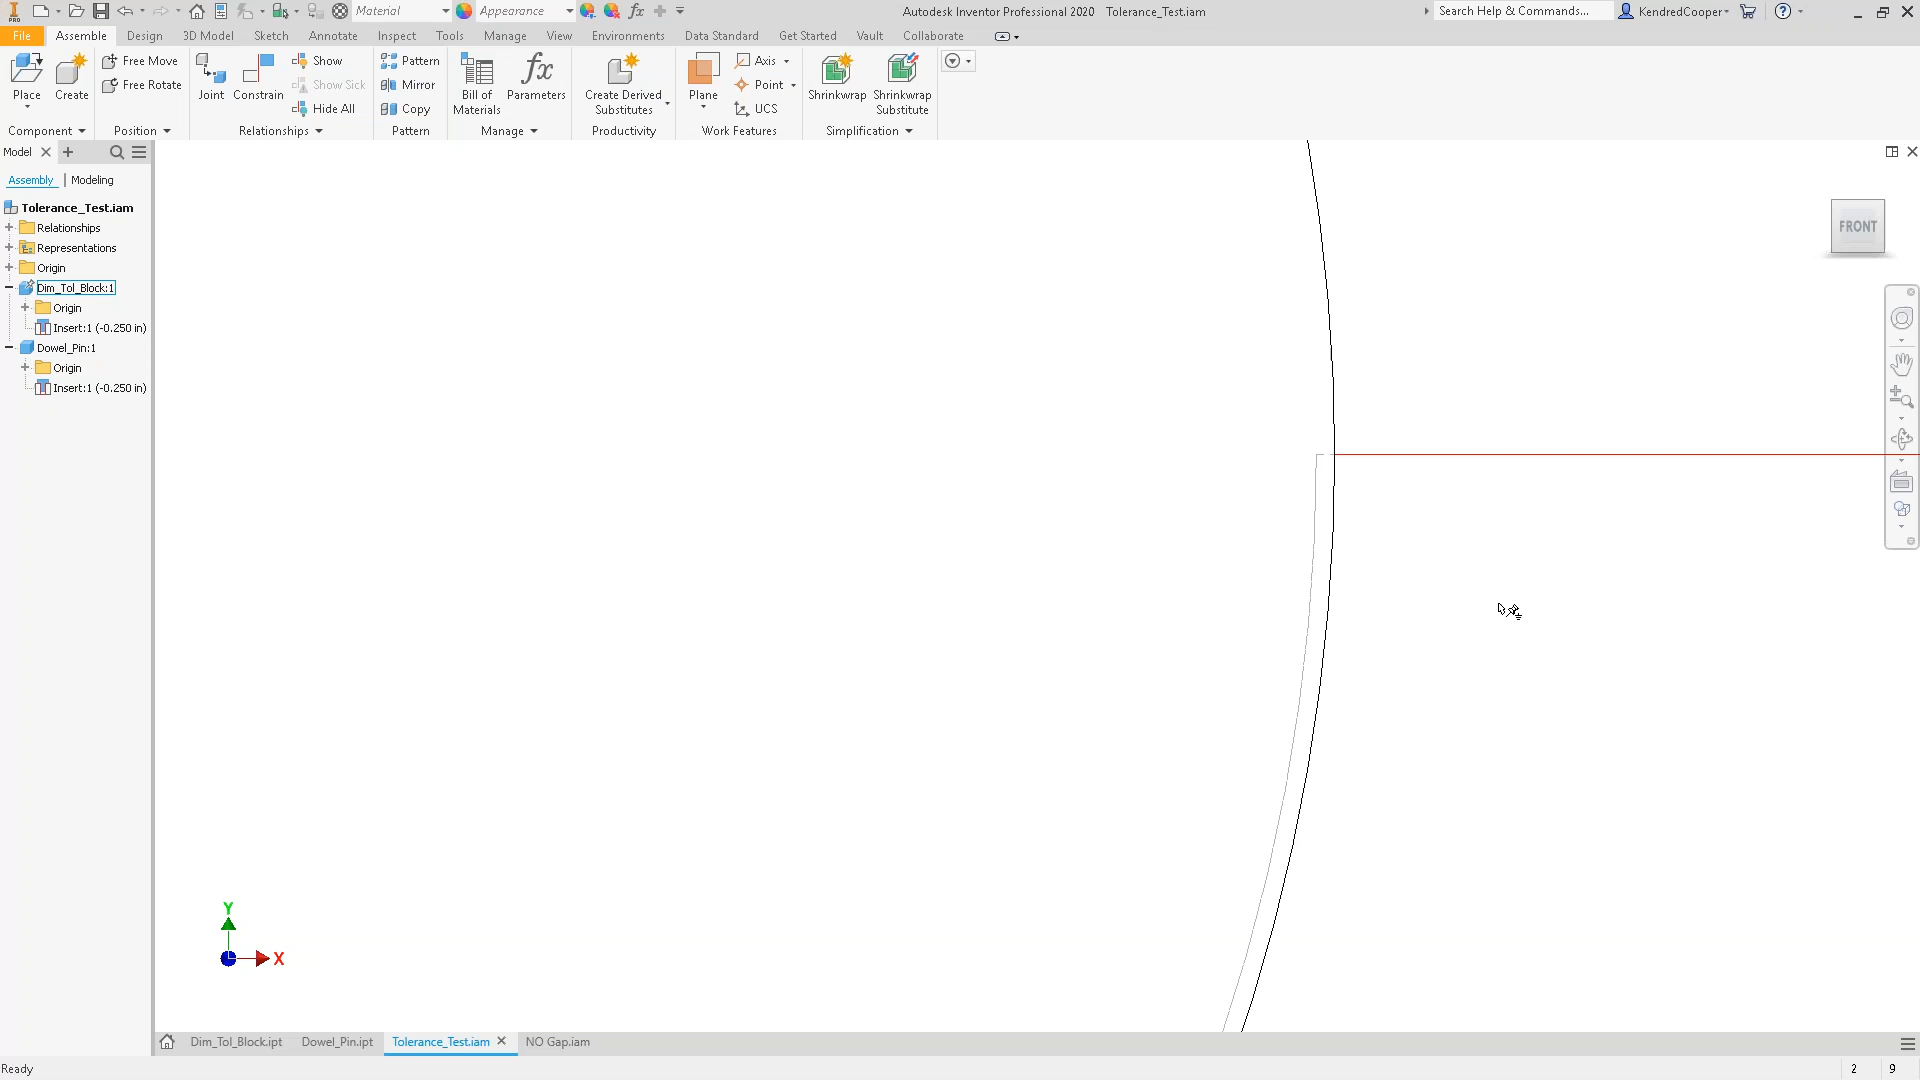 PRO
Material
Appearance
fx
Autodesk Inventor Professional 2020 Tolerance_Test.iam
Search Help & Commands...
KendredCooper
File
Assemble
Design
3D Model
Sketch
Annotate
Inspect
Tools
Manage
View
Environments
Data Standard
Get Started
Vault
Collaborate
Place
Create
Free Move
Free Rotate
Joint
Constrain
Show
Show Sick
Hide All
Pattern
Mirror
Copy
Bill of
Materials
fx
Parameters
Create Derived
Substitutes
Plane
Axis
Point
UCS
Shrinkwrap
Shrinkwrap
Substitute
Component
Position
Relationships
Pattern
Manage
Productivity
Work Features
Simplification
Model
Assembly | Modeling
Tolerance_Test.iam
Relationships
Representations
Origin
Dim_Tol_Block:1
Origin
Insert:1 (-0.250 in)
Dowel_Pin:1
Origin
Insert:1 (-0.250 in)
FRONT
Y
X
Dim_Tol_Block.ipt
Dowel_Pin.ipt
Tolerance_Test.iam
NO Gap.iam
Ready
2
9